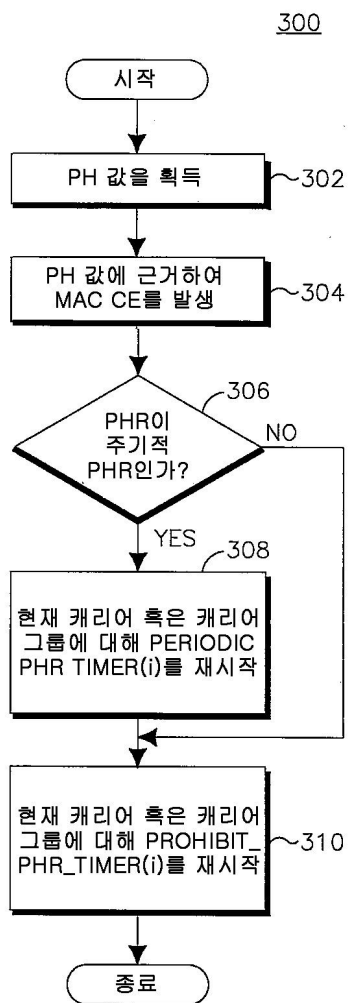 300
시작
PH 값을 획득
302
PH 값에 근거하여
MAC CE를 발생
304
306
PHR이
주기적
PHR인가?
NO
YES
308
현재 캐리어 혹은 캐리어
그룹에 대해 PERIODIC
PHR TIMER(i)를 재시작
현재 캐리어 혹은 캐리어
그룹에 대해 PROHIBIT_
PHR_TIMER(i)를 재시작
310
종료